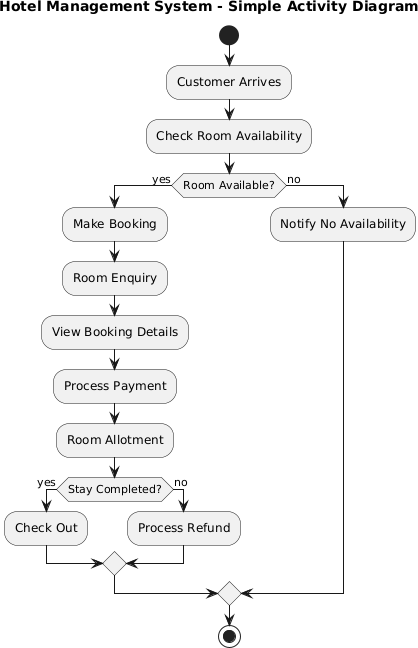 Hotel Management System - Simple Activity Diagram
Customer Arrives
Check Room Availability
yes
Room Available?
no
Make Booking
Notify No Availability
Room Enquiry
View Booking Details
Process Payment
Room Allotment
yes
Stay Completed?
no
Check Out
Process Refund